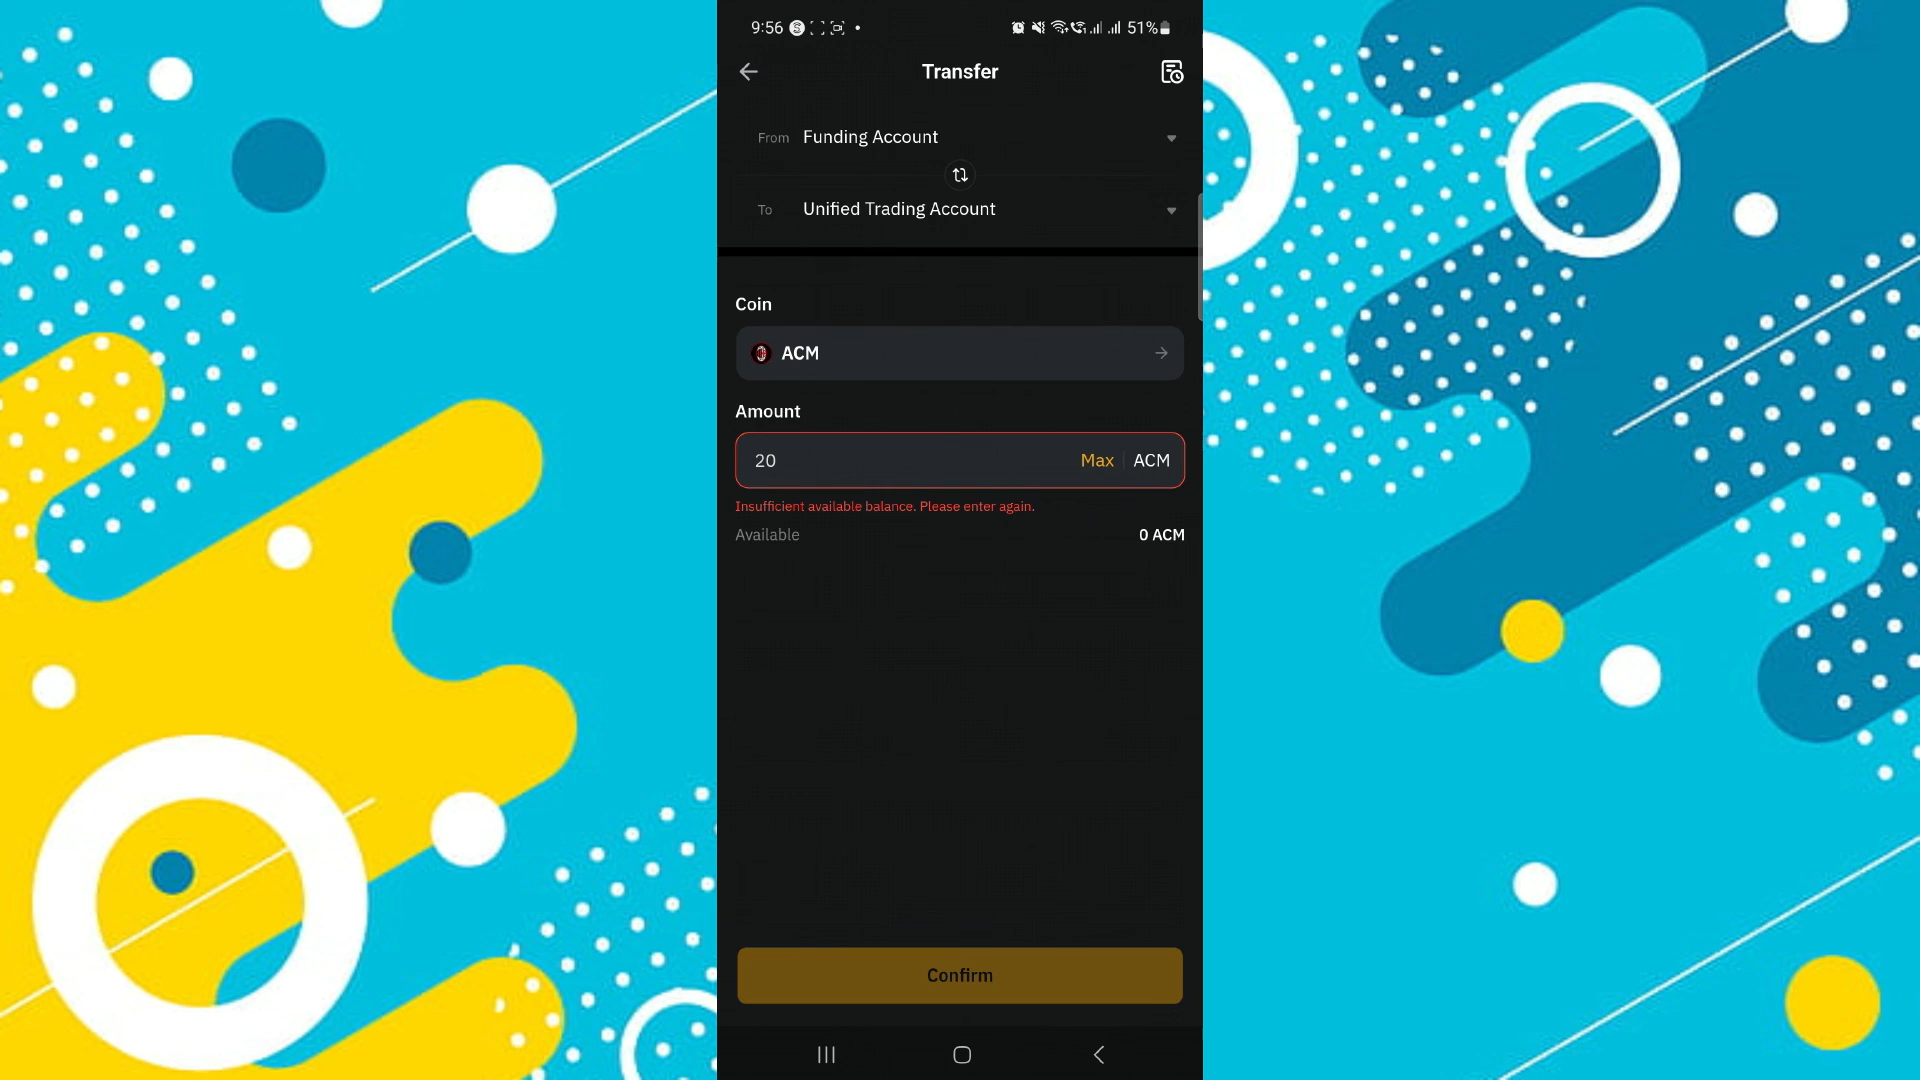 9:56 51%
Transfer
From Funding Account
To Unified Trading Account
Coin
ACM
Amount
20 Max ACM
Insufficient available balance. Please enter again.
Available 0 ACM
Confirm